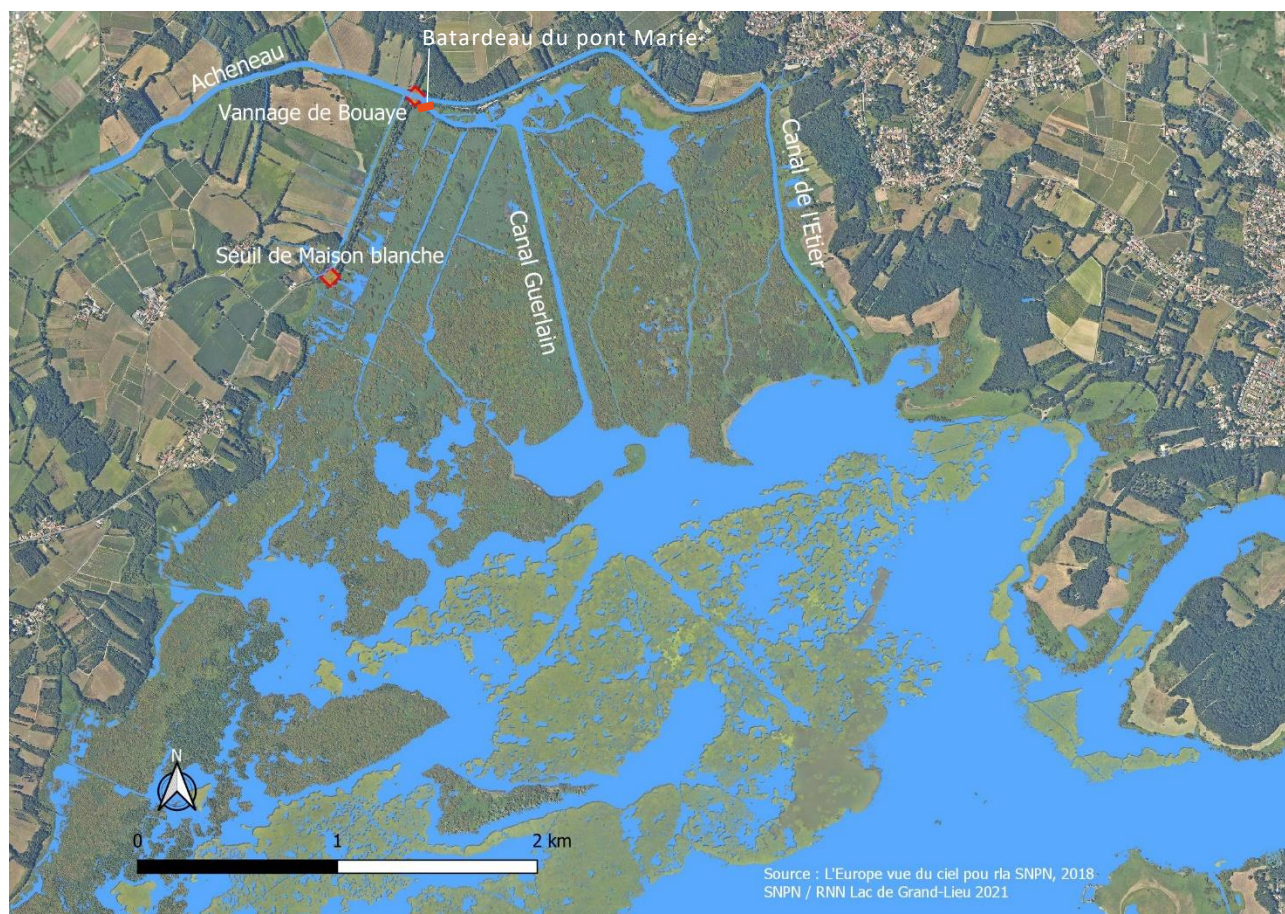 Batardeau du pont Marie
Acheneau
Vannage de Bouaye
Canal de l'Etier
Canal Guerlain
Seuil de Maison blanche
N
0 1 2 km
Source : L'Europe vue du ciel pou rla SNPN, 2018
SNPN / RNN Lac de Grand-Lieu 2021